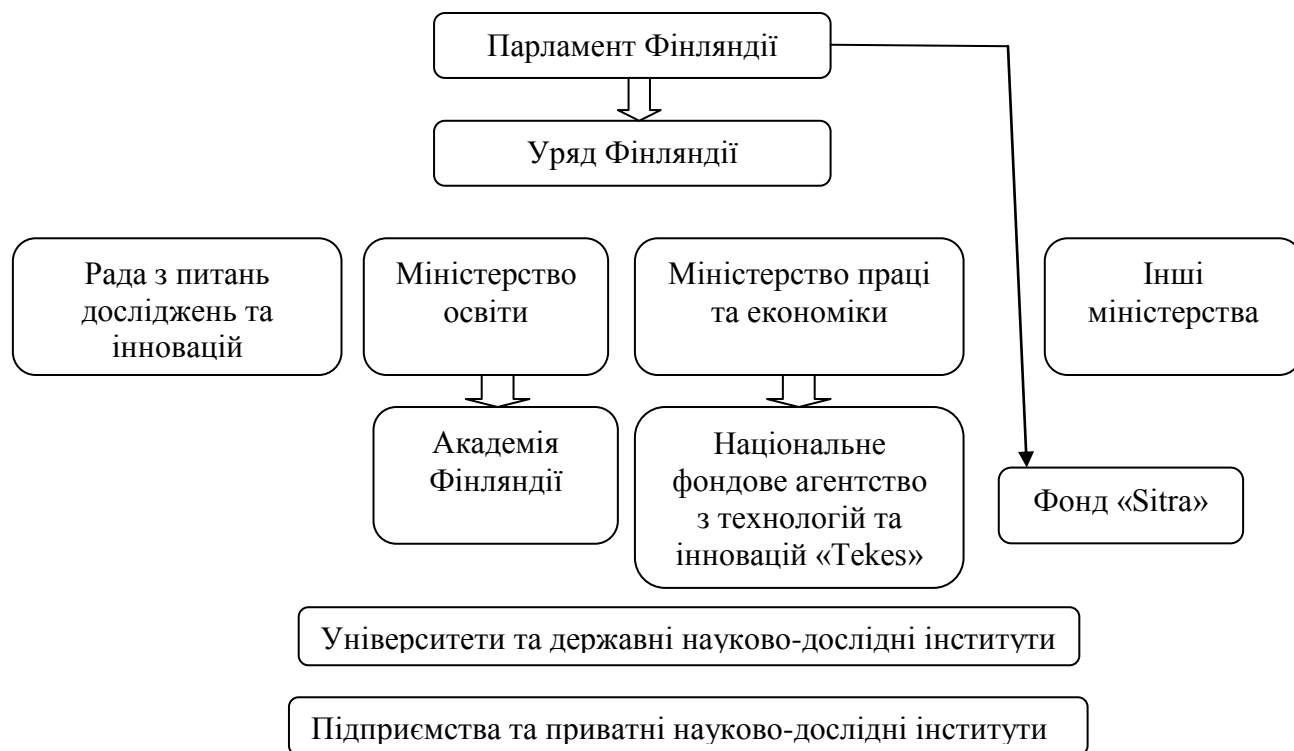 Парламент Фінляндії
Уряд Фінляндії
Рада з питань
досліджень та
інновацій
Міністерство
освіти
Міністерство праці
та економіки
Інші
міністерства
Академія
Фінляндії
Національне
фондове агентство
з технологій та
інновацій «Tekes»
Фонд «Sitra»
Університети та державні науково-дослідні інститути
Підприємства та приватні науково-дослідні інститути